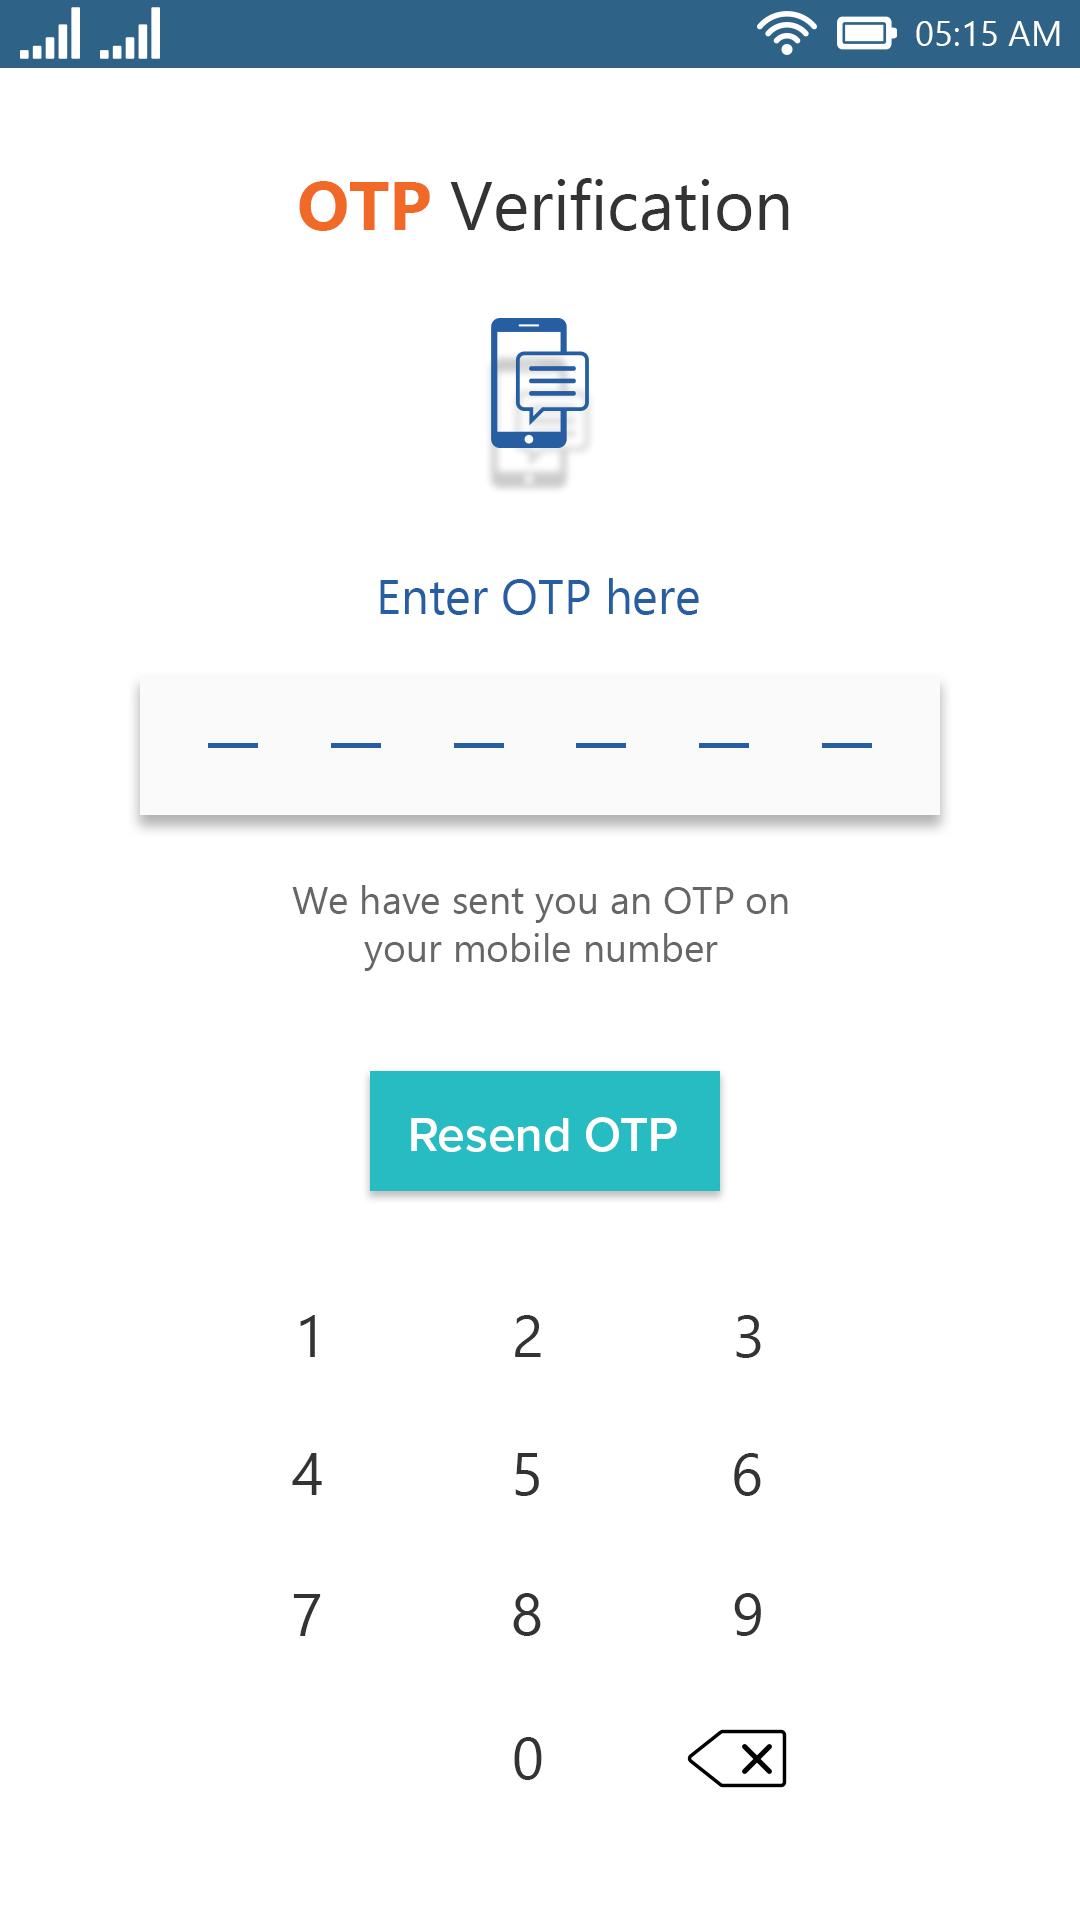 05:15 AM
OTP Verification
Enter OTP here
We have sent you an OTP on
your mobile number
Resend OTP
1 2 3
4 5 6
7 8 9
0